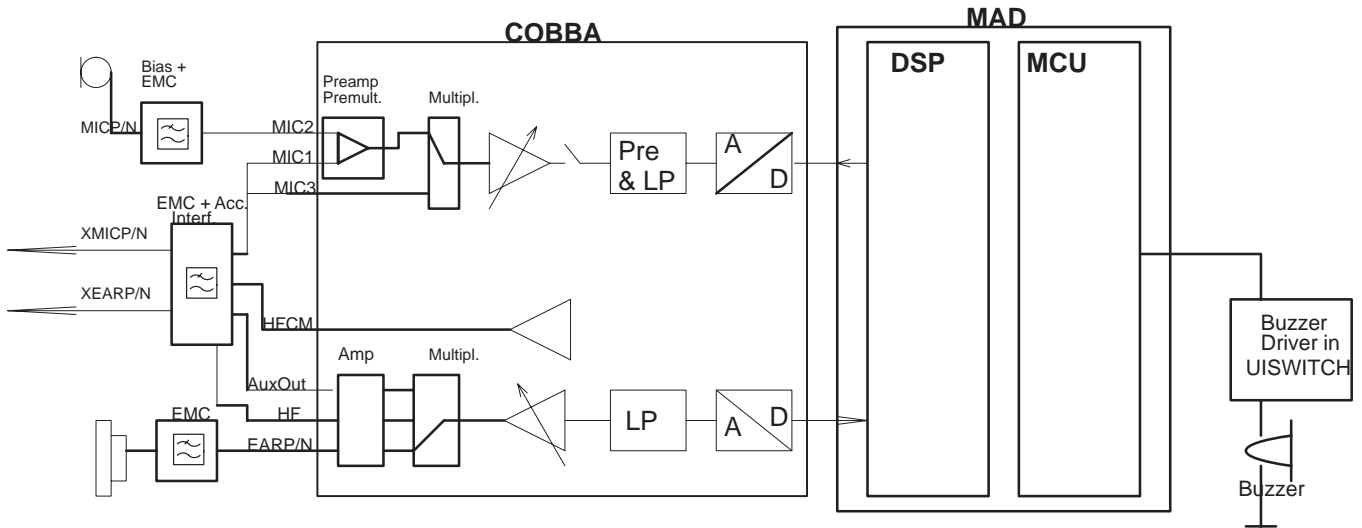 MAD
COBBA
DSP
MCU
Bias +
EMC
Preamp
Premult.
Multipl.
MICP/N
MIC2
MIC1
MIC3
Pre
& LP
A
D
EMC + Acc.
Interf.
XMICP/N
XEARP/N
HFCM
Buzzer
Driver in
UISWITCH
Amp
Multipl.
AuxOut
HF
EARP/N
EMC
LP
A
D
Buzzer